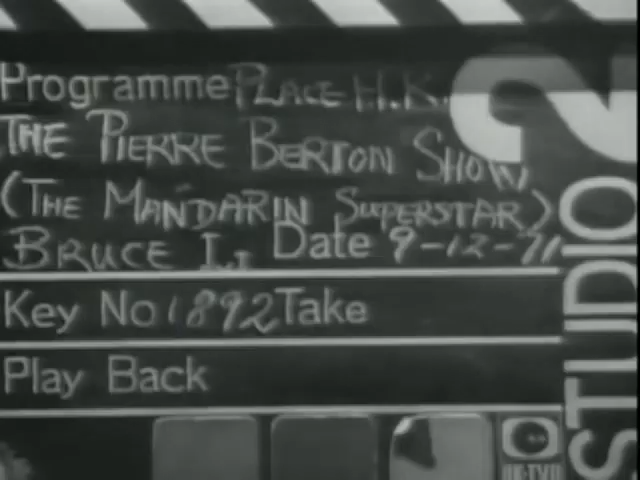 Programme PLACE H.K.
THE PIERRE BERTON SHOW
(THE MANDARIN SUPERSTAR)
BRUCE LI Date 9-12-71
Key No 1892 Take
Play Back
STUDIO 2
HK-TVB